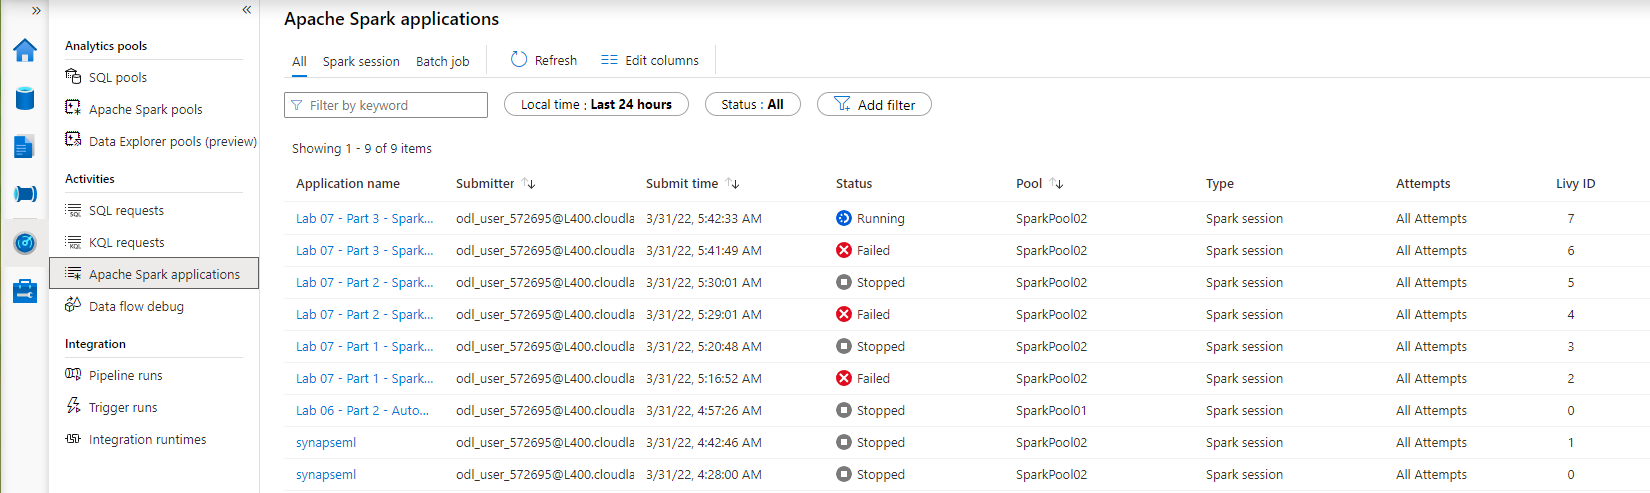 Analytics pools
SQL pools
Apache Spark pools
Data Explorer pools (preview)
Activities
SQL requests
KQL requests
Apache Spark applications
Data flow debug
Integration
Pipeline runs
Trigger runs
Integration runtimes
Apache Spark applications
All Spark session Batch job Refresh Edit columns
Filter by keyword Local time : Last 24 hours Status : All Add filter
Showing 1 - 9 of 9 items
Application name Submitter Submit time Status Pool Type Attempts Livy ID
Lab 07 - Part 3 - Spark... odl_user_572695@L400.cloudla 3/31/22, 5:42:33 AM Running SparkPool02 Spark session All Attempts 7
Lab 07 - Part 3 - Spark... odl_user_572695@L400.cloudla 3/31/22, 5:41:49 AM Failed SparkPool02 Spark session All Attempts 6
Lab 07 - Part 2 - Spark... odl_user_572695@L400.cloudla 3/31/22, 5:30:01 AM Stopped SparkPool02 Spark session All Attempts 5
Lab 07 - Part 2 - Spark... odl_user_572695@L400.cloudla 3/31/22, 5:29:01 AM Failed SparkPool02 Spark session All Attempts 4
Lab 07 - Part 1 - Spark... odl_user_572695@L400.cloudla 3/31/22, 5:20:48 AM Stopped SparkPool02 Spark session All Attempts 3
Lab 07 - Part 1 - Spark... odl_user_572695@L400.cloudla 3/31/22, 5:16:52 AM Failed SparkPool02 Spark session All Attempts 2
Lab 06 - Part 2 - Auto... odl_user_572695@L400.cloudla 3/31/22, 4:57:26 AM Stopped SparkPool01 Spark session All Attempts 0
synapseml odl_user_572695@L400.cloudla 3/31/22, 4:42:46 AM Stopped SparkPool02 Spark session All Attempts 1
synapseml odl_user_572695@L400.cloudla 3/31/22, 4:28:00 AM Stopped SparkPool02 Spark session All Attempts 0